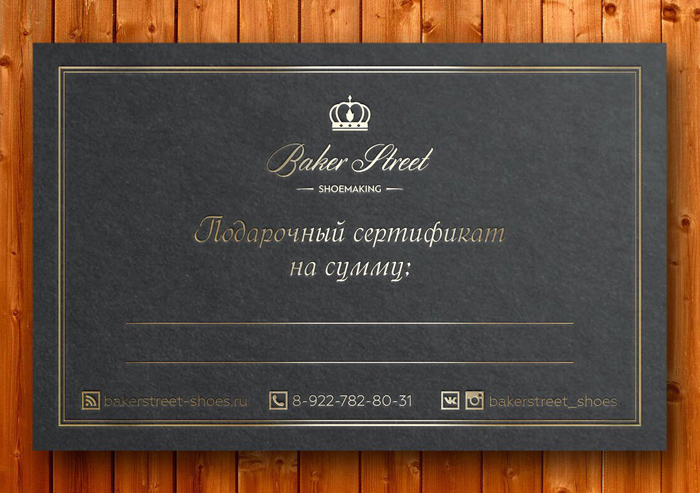 Baker Street
SHOEMAKING
Подарочный сертификат
на сумму:
bakerstreet-shoes.ru 8-922-782-80-31 bakerstreet_shoes